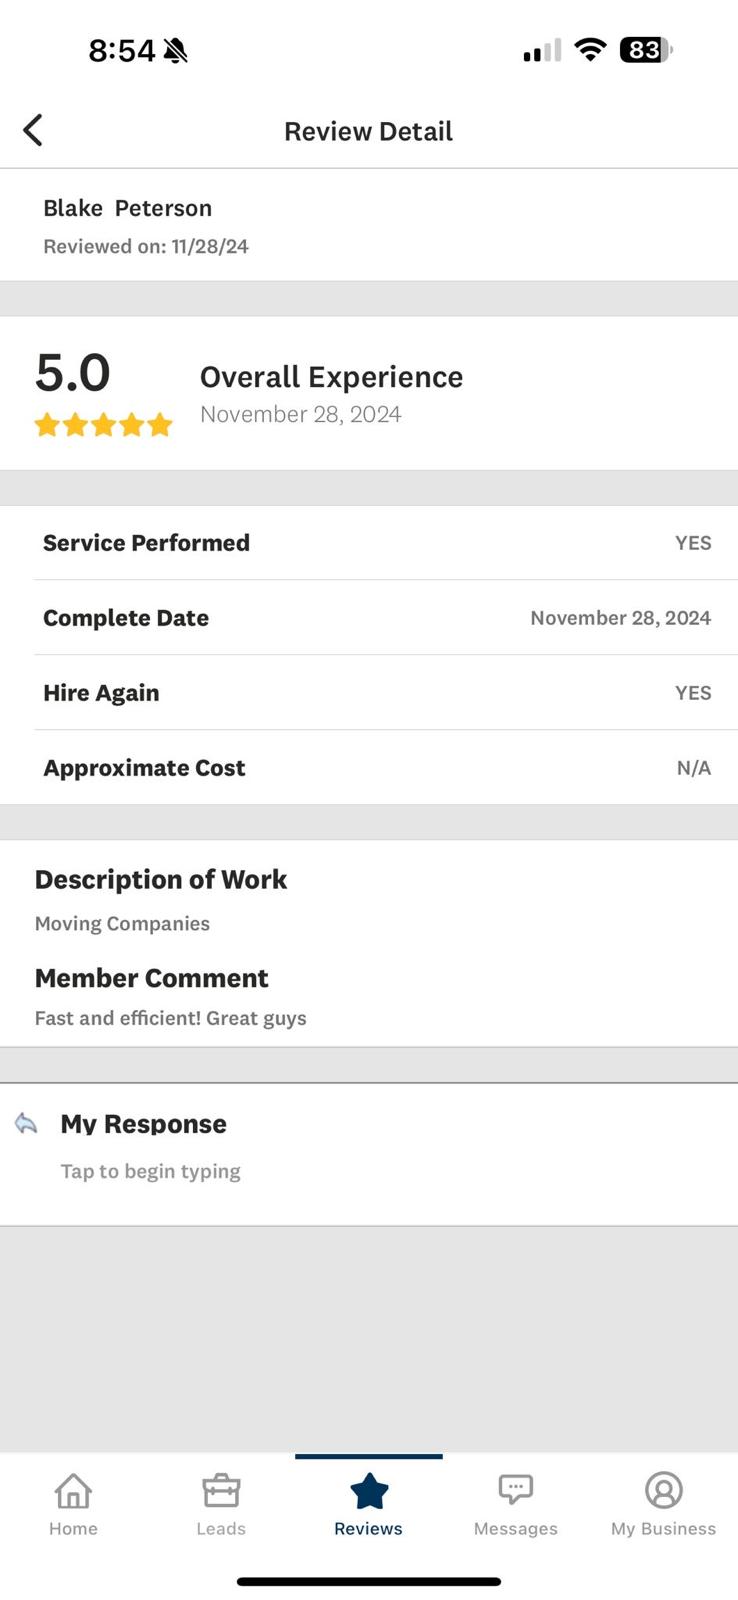 8:54
83
Review Detail
Blake Peterson
Reviewed on: 11/28/24
5.0
Overall Experience
November 28, 2024
Service Performed YES
Complete Date November 28, 2024
Hire Again YES
Approximate Cost N/A
Description of Work
Moving Companies
Member Comment
Fast and efficient! Great guys
My Response
Tap to begin typing
Home Leads Reviews Messages My Business